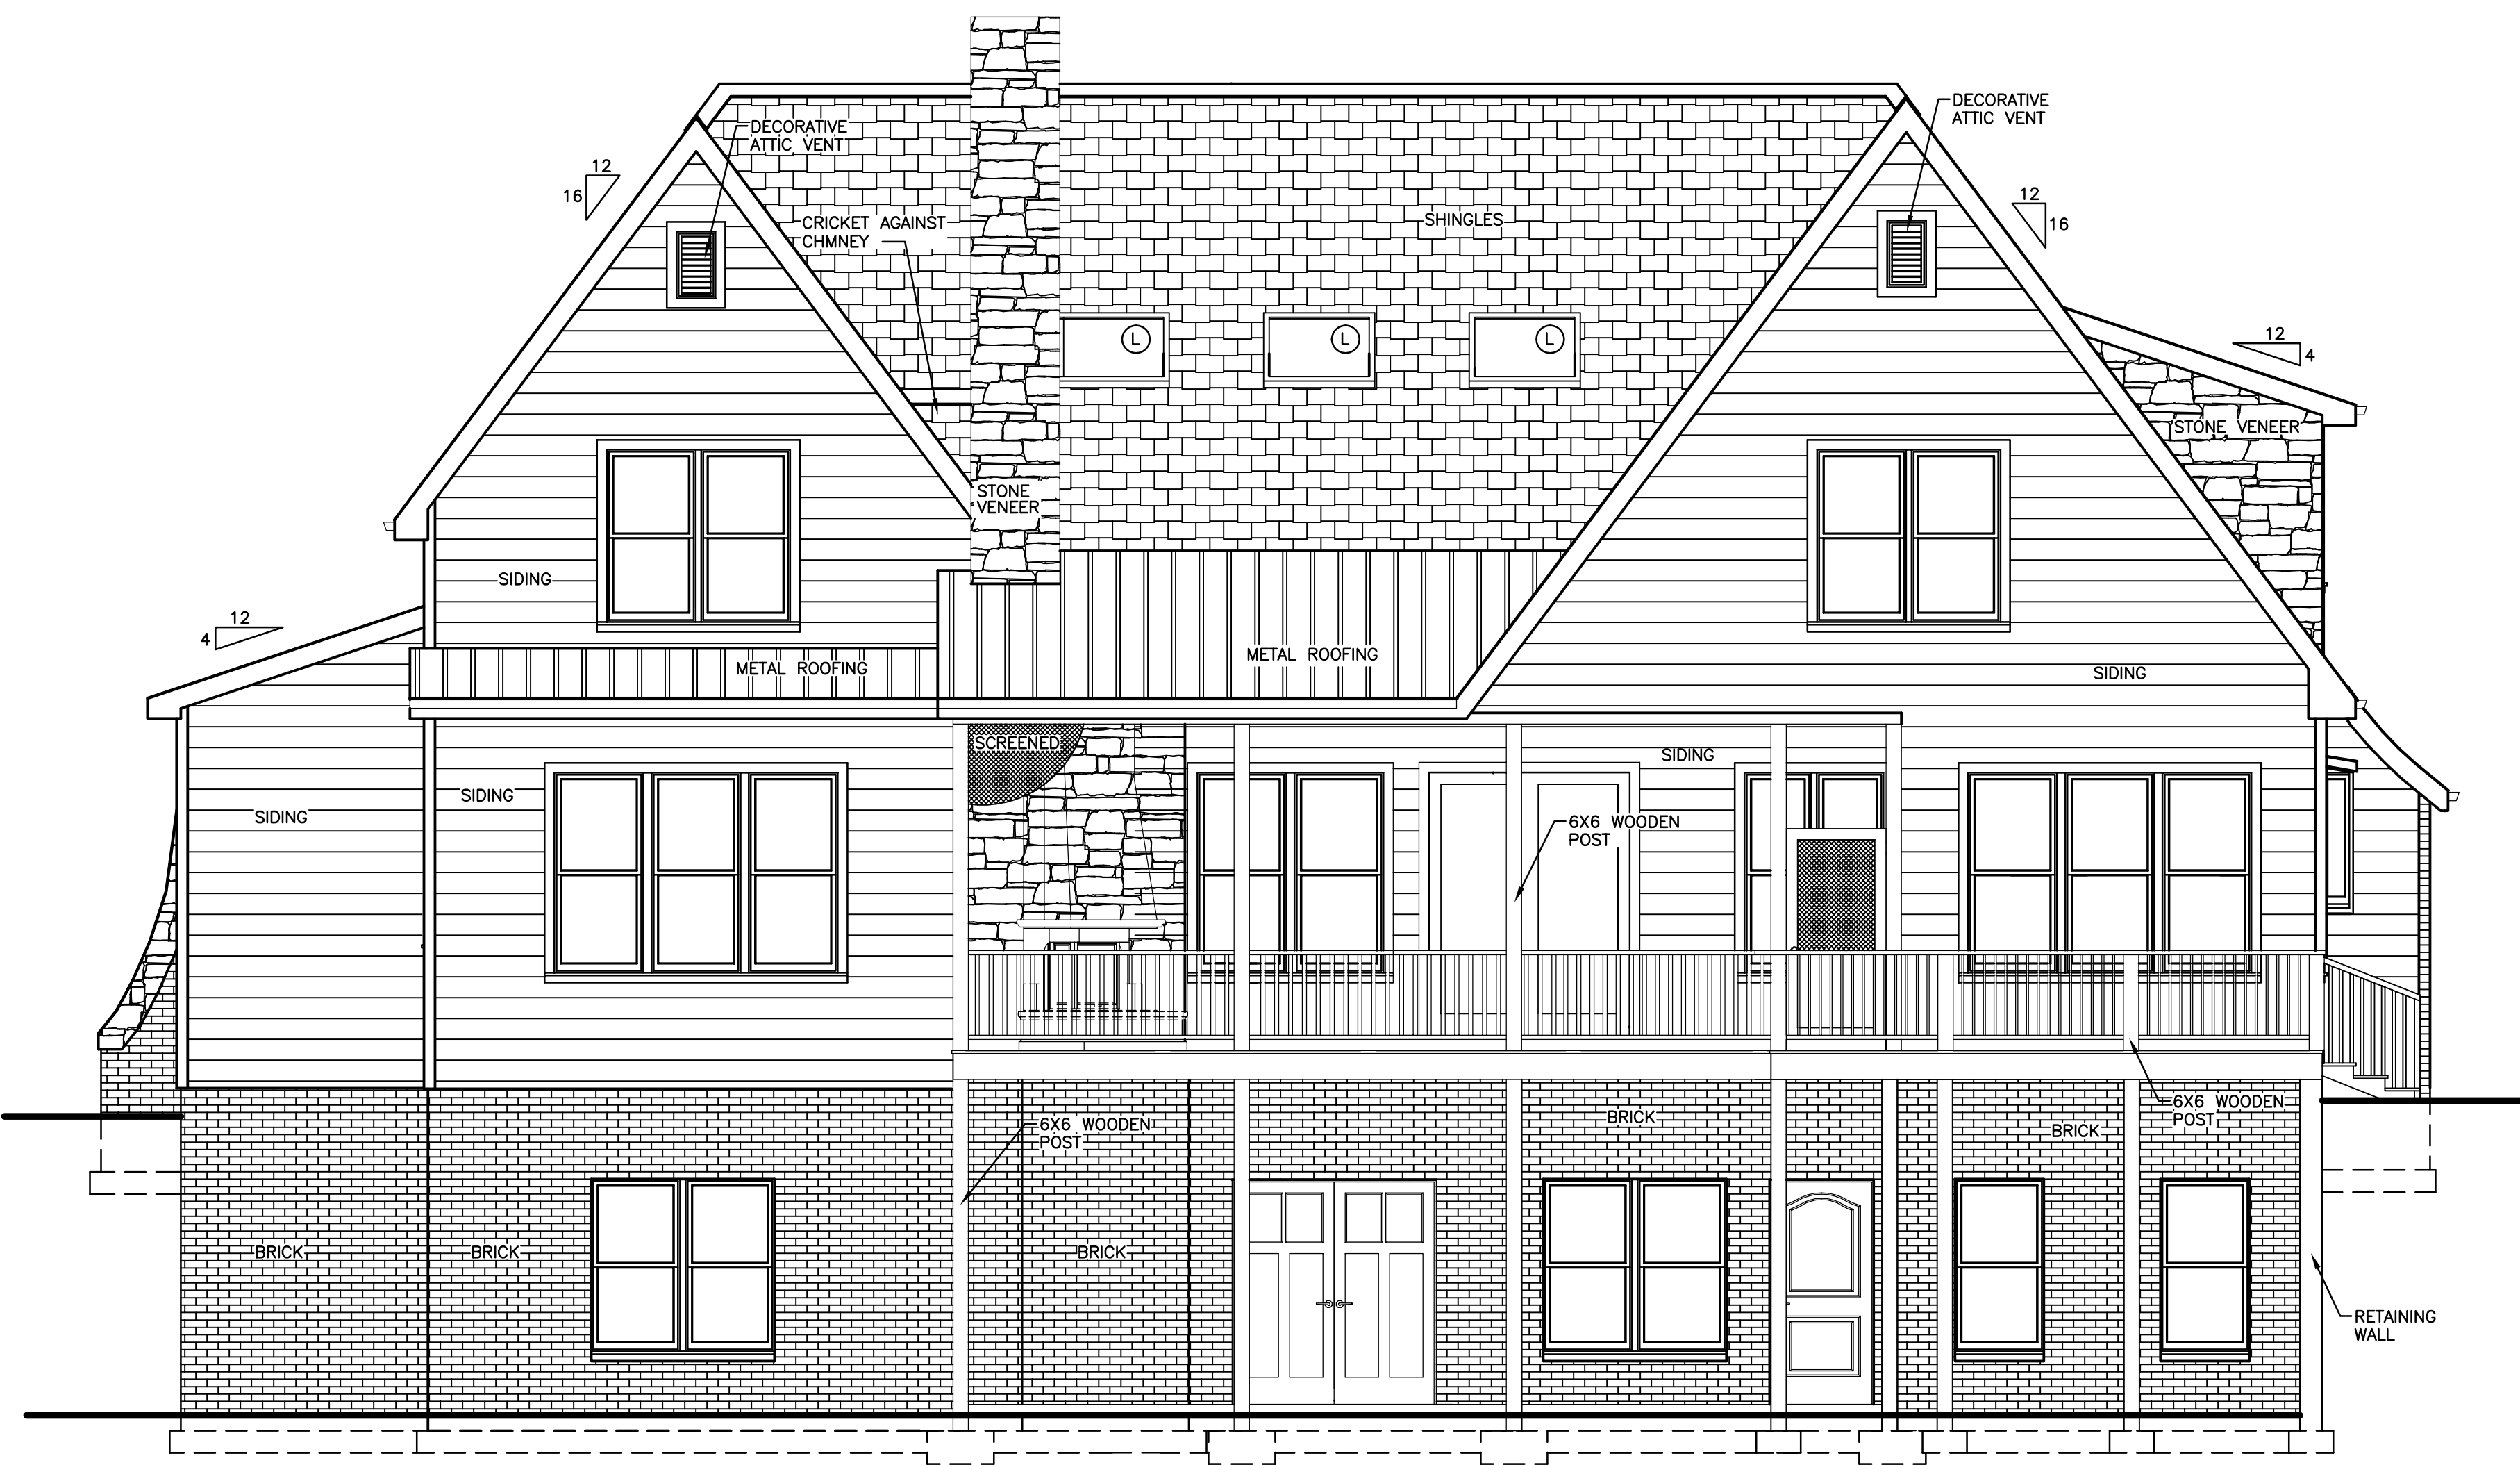 DECORATIVE
ATTIC VENT
DECORATIVE
ATTIC VENT
12
16
12
16
CRICKET AGAINST
CHMNEY
SHINGLES
L
L
L
12
4
STONE VENEER
STONE
VENEER
SIDING
12
4
METAL ROOFING
METAL ROOFING
SIDING
SCREENED
SIDING
SIDING
SIDING
6X6 WOODEN
POST
6X6 WOODEN
POST
BRICK
6X6 WOODEN
POST
BRICK
BRICK
BRICK
BRICK
RETAINING
WALL